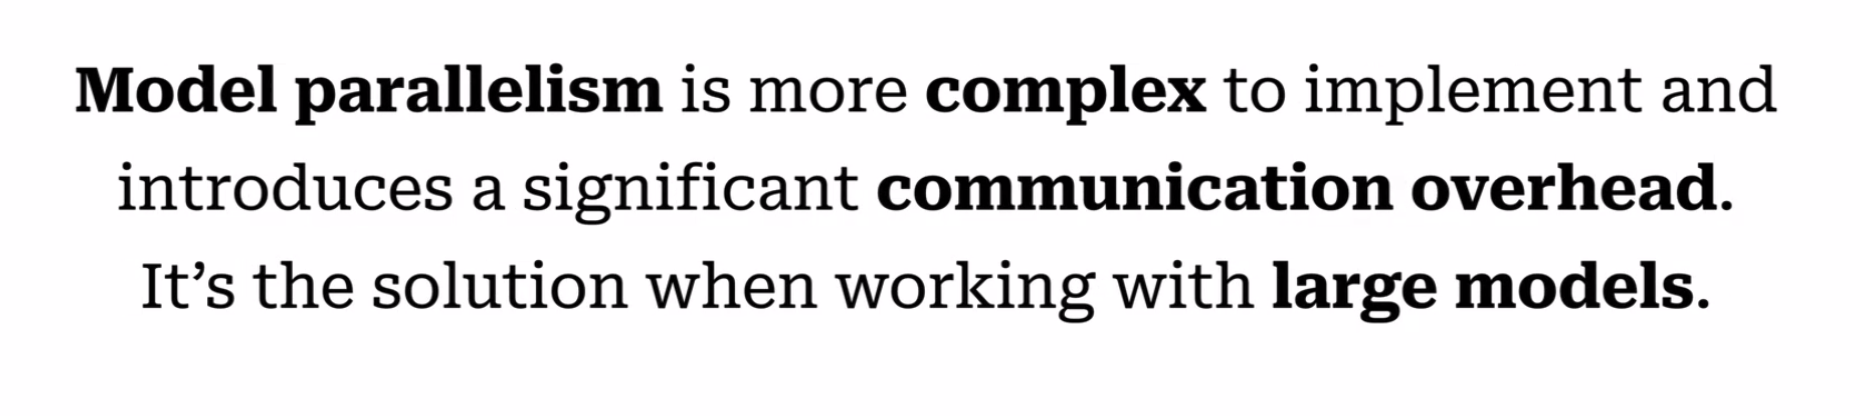 Model parallelism is more complex to implement and
introduces a significant communication overhead.
It’s the solution when working with large models.